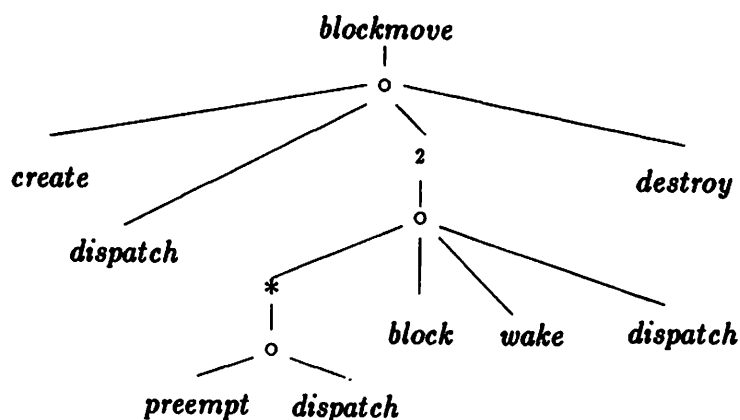 blockmove
o
create
2
destroy
o
dispatch
*
block wake dispatch
o
preempt dispatch